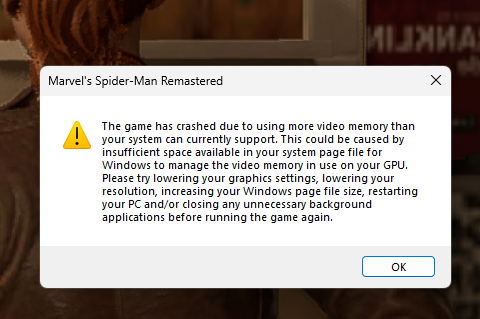 Marvel's Spider-Man Remastered
The game has crashed due to using more video memory than
your system can currently support. This could be caused by
insufficient space available in your system page file for
Windows to manage the video memory in use on your GPU.
Please try lowering your graphics settings, lowering your
resolution, increasing your Windows page file size, restarting
your PC and/or closing any unnecessary background
applications before running the game again.
OK